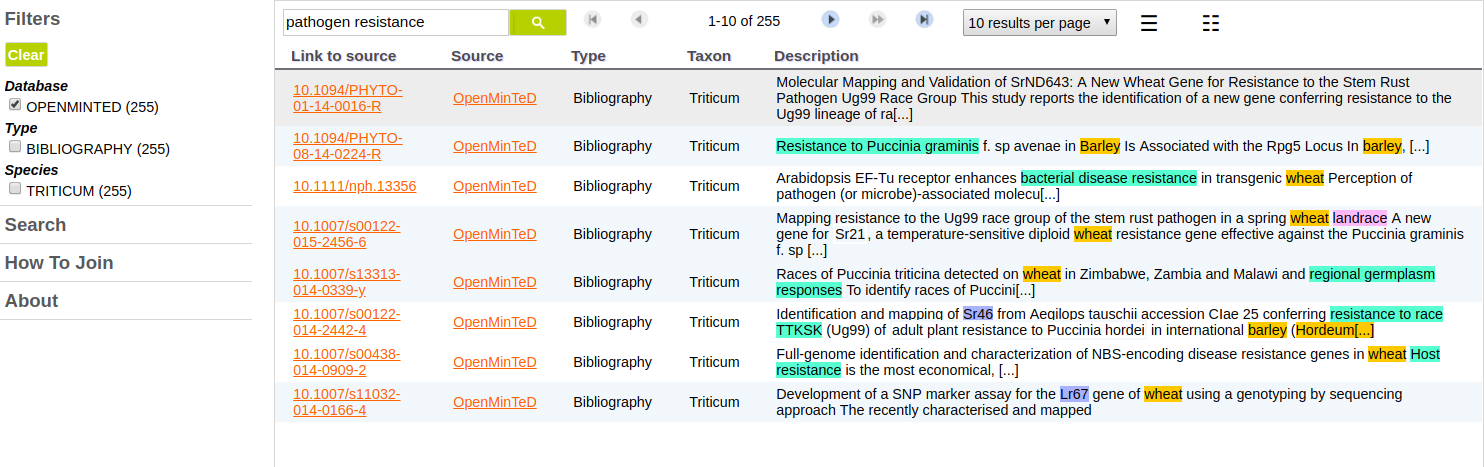 Filters
Clear
Database
OPENMINTED (255)
Type
BIBLIOGRAPHY (255)
Species
TRITICUM (255)
Search
How To Join
About
pathogen resistance
1-10 of 255
10 results per page
Link to source Source Type Taxon Description
10.1094/PHYTO-
01-14-0016-R
OpenMinTeD
Bibliography
Triticum
Molecular Mapping and Validation of SrND643: A New Wheat Gene for Resistance to the Stem Rust
Pathogen Ug99 Race Group This study reports the identification of a new gene conferring resistance to the
Ug99 lineage of ra[...]
10.1094/PHYTO-
08-14-0224-R
OpenMinTeD
Bibliography
Triticum
Resistance to Puccinia graminis f. sp avenae in Barley Is Associated with the Rpg5 Locus In barley, [...]
10.1111/nph.13356
OpenMinTeD
Bibliography
Triticum
Arabidopsis EF-Tu receptor enhances bacterial disease resistance in transgenic wheat Perception of
pathogen (or microbe)-associated molecu[...]
10.1007/s00122-
015-2456-6
OpenMinTeD
Bibliography
Triticum
Mapping resistance to the Ug99 race group of the stem rust pathogen in a spring wheat landrace A new
gene for Sr21, a temperature-sensitive diploid wheat resistance gene effective against the Puccinia graminis
f. sp [...]
10.1007/s13313-
014-0339-y
OpenMinTeD
Bibliography
Triticum
Races of Puccinia triticina detected on wheat in Zimbabwe, Zambia and Malawi and regional germplasm
responses To identify races of Puccini[...]
10.1007/s00122-
014-2442-4
OpenMinTeD
Bibliography
Triticum
Identification and mapping of Sr46 from Aegilops tauschii accession CIae 25 conferring resistance to race
TTKSK (Ug99) of adult plant resistance to Puccinia hordei in international barley (Hordeum[...]
10.1007/s00438-
014-0909-2
OpenMinTeD
Bibliography
Triticum
Full-genome identification and characterization of NBS-encoding disease resistance genes in wheat Host
resistance is the most economical, [...]
10.1007/s11032-
014-0166-4
OpenMinTeD
Bibliography
Triticum
Development of a SNP marker assay for the Lr67 gene of wheat using a genotyping by sequencing
approach The recently characterised and mapped